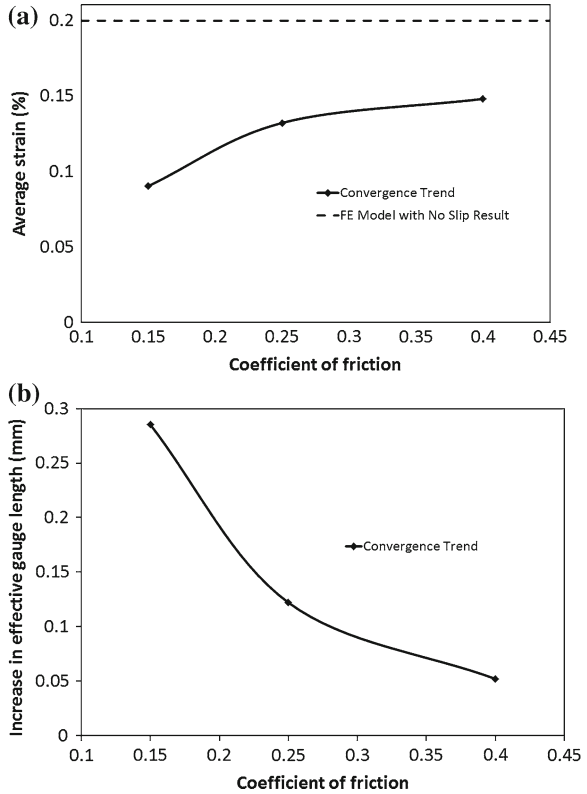 (a)
0.2
0.15
0.1
0.05
0
Average strain (%)
Convergence Trend
FE Model with No Slip Result
0.1 0.15 0.2 0.25 0.3 0.35 0.4 0.45
Coefficient of friction
(b)
0.3
0.25
0.2
0.15
0.1
0.05
0
Increase in effective gauge length (mm)
Convergence Trend
0.1 0.15 0.2 0.25 0.3 0.35 0.4 0.45
Coefficient of friction